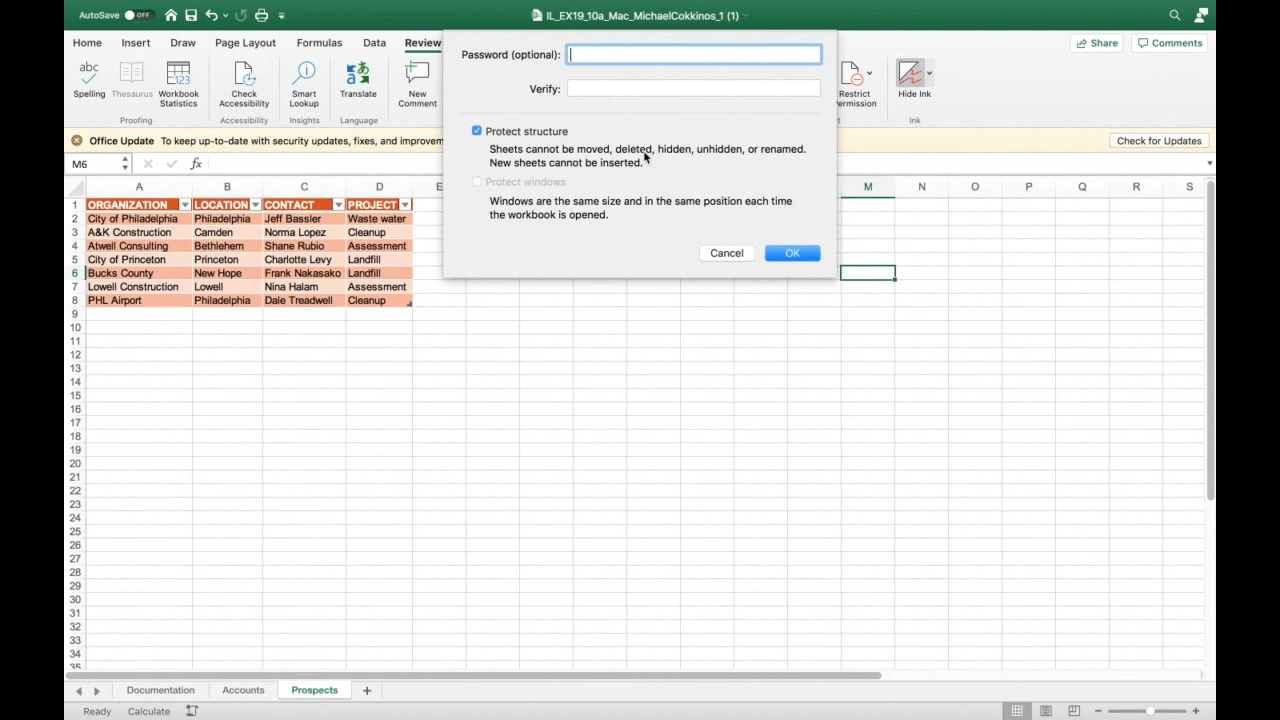 AutoSave OFF
IL_EX19_10a_Mac_MichaelCokkinos_1 (1)
Home Insert Draw Page Layout Formulas Data Review
Share Comments
abc
Spelling Thesaurus Workbook Statistics
Check Accessibility
Smart Lookup
Translate
New Comment
Restrict
Permission
Hide Ink
Proofing Accessibility Insights Language Ink
Password (optional):
Verify:
Protect structure
Sheets cannot be moved, deleted, hidden, unhidden, or renamed.
New sheets cannot be inserted.
Protect windows
Windows are the same size and in the same position each time
the workbook is opened.
Cancel OK
Office Update To keep up-to-date with security updates, fixes, and
Check for Updates
M6 fx
A B C D E M N O P Q R S
1 ORGANIZATION LOCATION CONTACT PROJECT
2 City of Philadelphia Philadelphia Jeff Bassler Waste water
3 A&K Construction Camden Norma Lopez Cleanup
4 Atwell Consulting Bethlehem Shane Rubio Assessment
5 City of Princeton Princeton Charlotte Levy Landfill
6 Bucks County New Hope Frank Nakasako Landfill
7 Lowell Construction Lowell Nina Halam Assessment
8 PHL Airport Philadelphia Dale Treadwell Cleanup
9
10
11
12
13
14
15
16
17
18
19
20
21
22
23
24
25
26
27
28
29
30
31
32
33
34
35
Documentation Accounts Prospects +
Ready Calculate